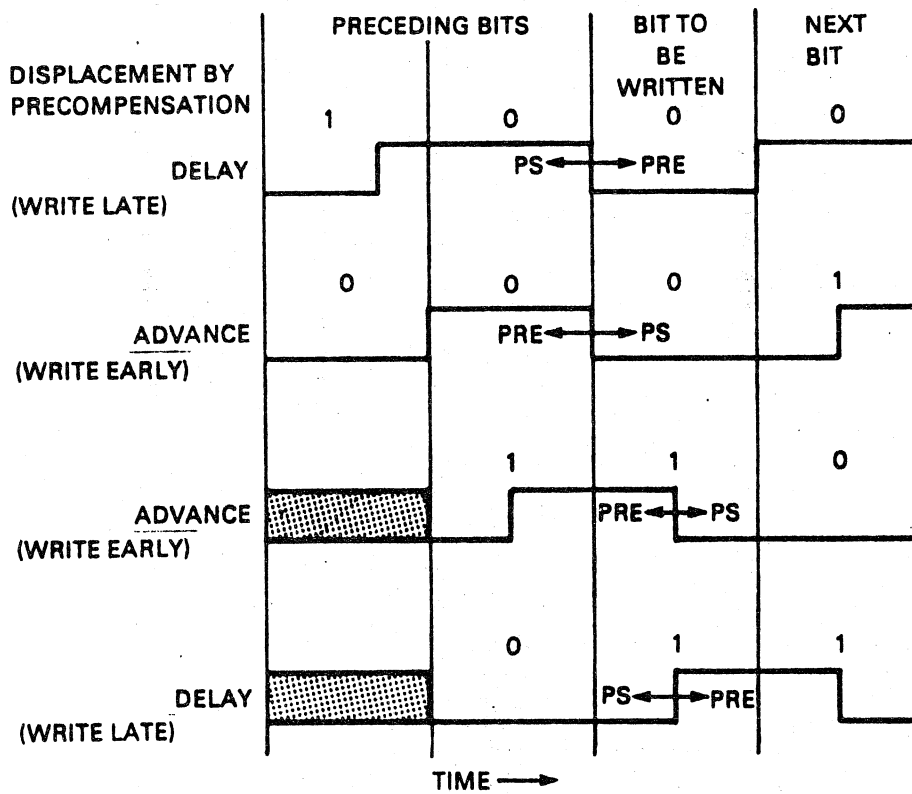 PRECEDING BITS
BIT TO
BE
WRITTEN
NEXT
BIT
DISPLACEMENT BY
PRECOMPENSATION
1 0 0 0
DELAY
(WRITE LATE)
PS PRE
0 0 0 1
ADVANCE
(WRITE EARLY)
PRE PS
1 1 0
ADVANCE
(WRITE EARLY)
PRE PS
0 1 1
DELAY
(WRITE LATE)
PS PRE
TIME